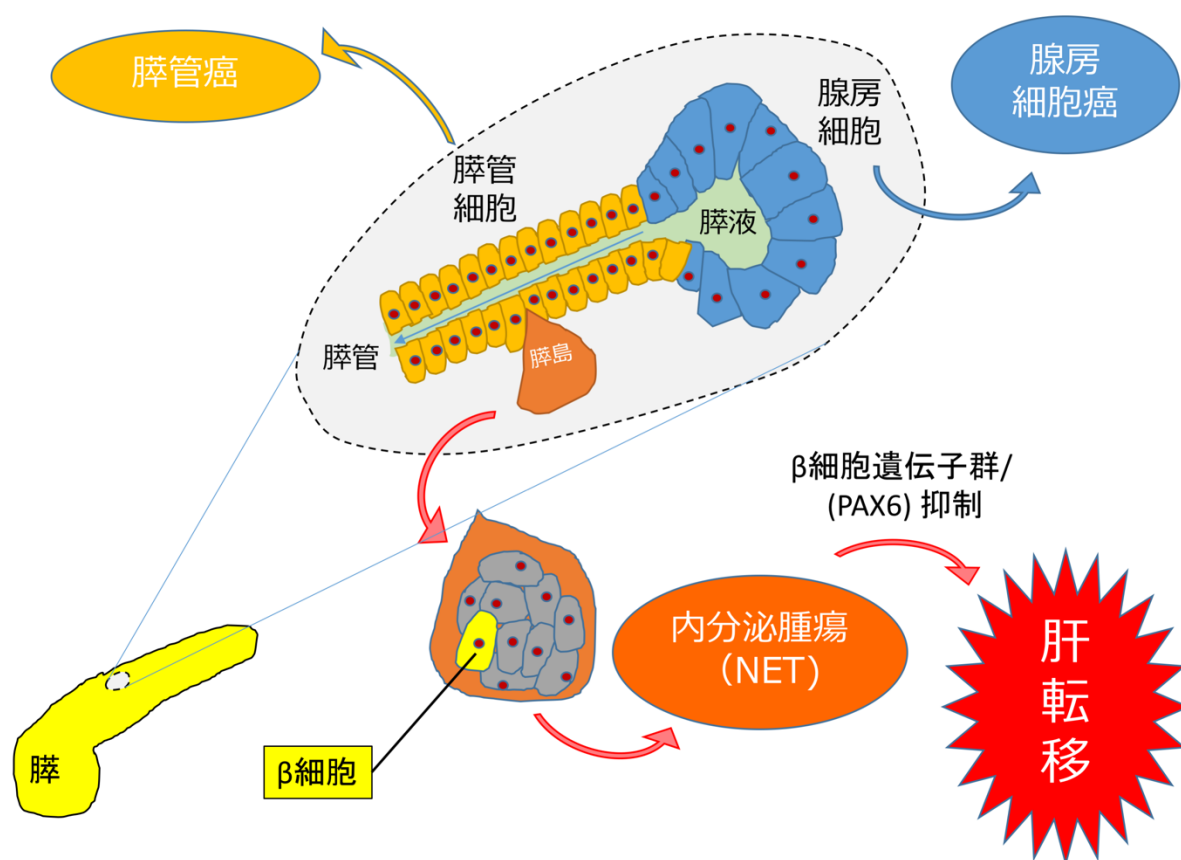 膵管癌
腺房
細胞癌
腺房
細胞
膵管
細胞
膵液
膵管
膵島
β細胞遺伝子群/
(PAX6) 抑制
内分泌腫瘍
(NET)
肝
転
移
膵
β細胞